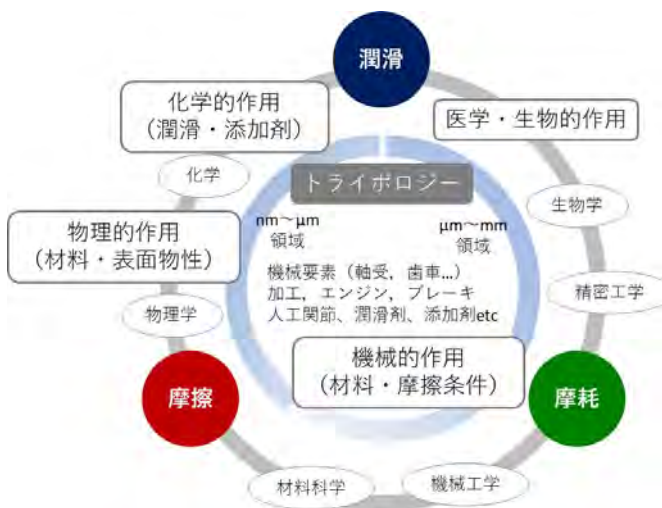 潤滑
化学的作用
（潤滑・添加剤）
医学・生物的作用
化学
トライボロジー
生物学
nm～μm
領域
μm～mm
領域
物理的作用
（材料・表面物性）
機械要素（軸受，歯車…）
加工，エンジン，ブレーキ
人工関節、潤滑剤、添加剤etc
精密工学
物理学
機械的作用
（材料・摩擦条件）
摩擦
摩耗
材料科学
機械工学